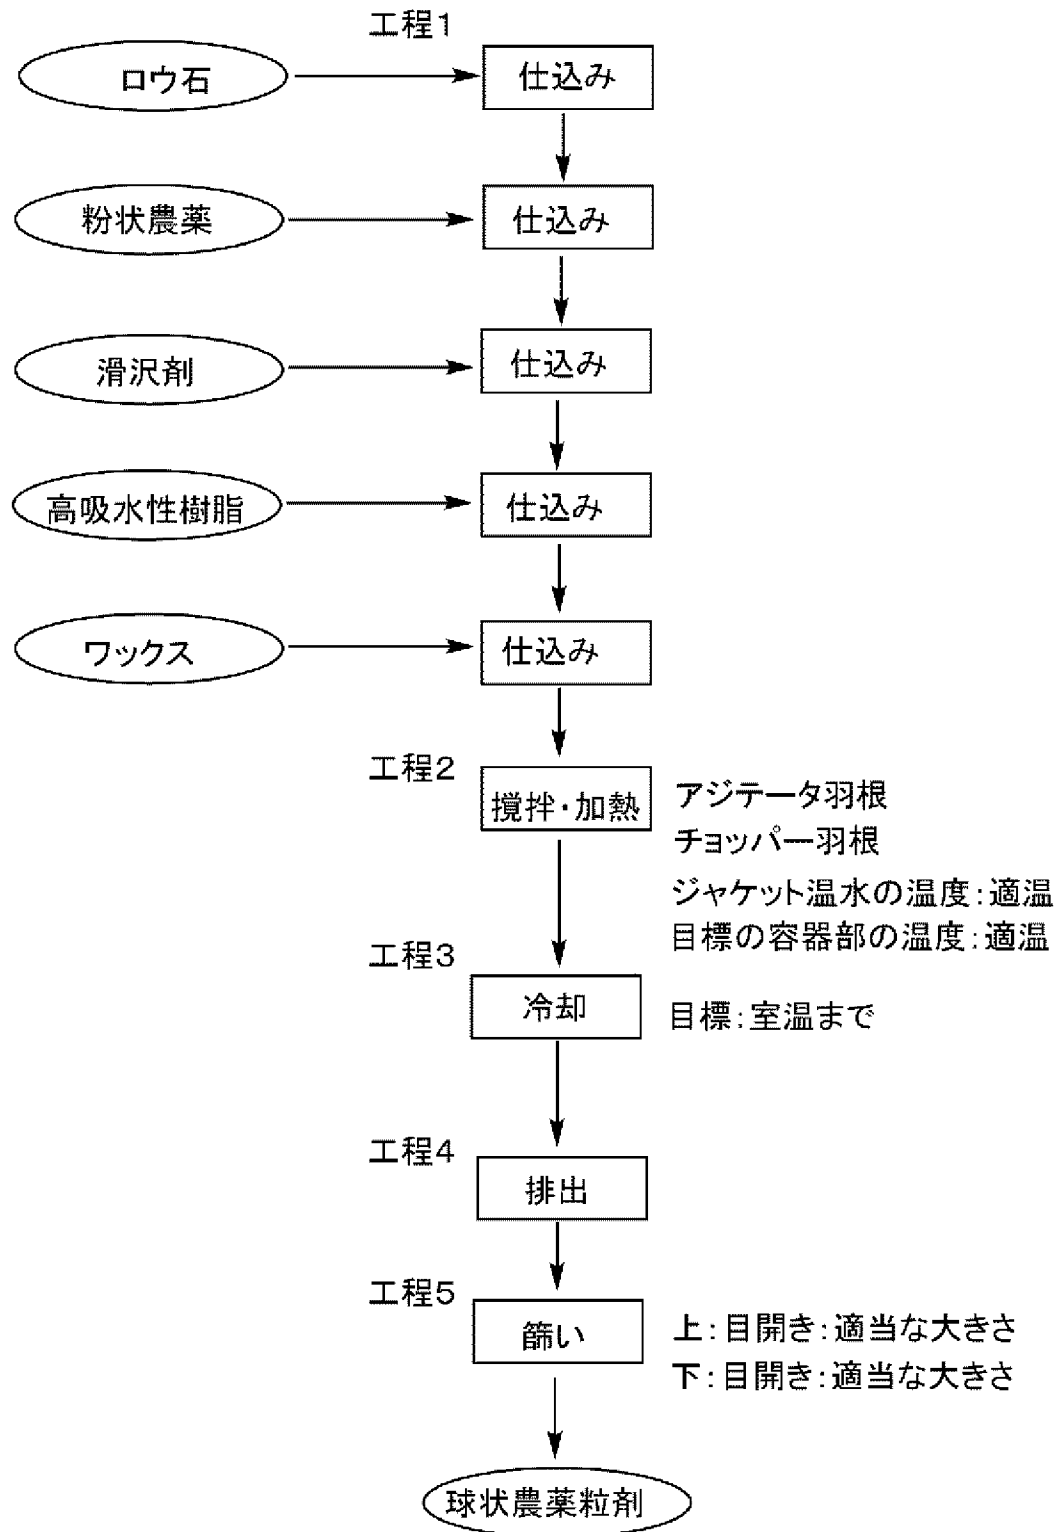 工程1
ロウ石
仕込み
粉状農薬
仕込み
滑沢剤
仕込み
高吸水性樹脂
仕込み
ワックス
仕込み
工程2
撹拌・加熱
アジテータ羽根
チョッパー羽根
ジャケット温水の温度:適温
目標の容器部の温度:適温
工程3
冷却
目標:室温まで
工程4
排出
工程5
篩い
上:目開き:適当な大きさ
下:目開き:適当な大きさ
球状農薬粒剤